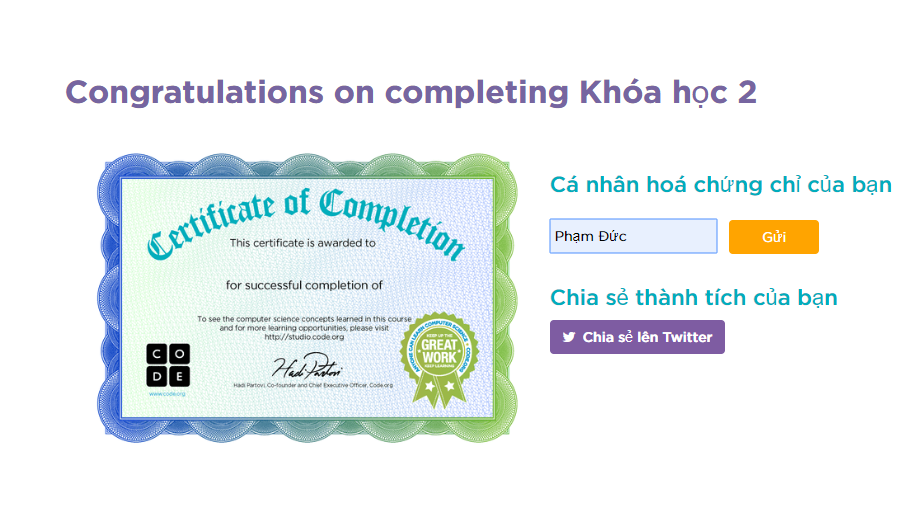 Congratulations on completing Khóa học 2
Certificate of Completion
This certificate is awarded to
for successful completion of
To see the computer science concepts learned in this course
and for more learning opportunities, please visit
http://studio.code.org
CO
DE
www.code.org
Hadi Partovi
Hadi Partovi, Co-founder and Chief Executive Officer, Code.org
ANYONE CAN LEARN COMPUTER SCIENCE
KEEP UP THE
GREAT
WORK
KEEP LEARNING
CODE.ORG
Cá nhân hoá chứng chỉ của bạn
Phạm Đức
Gửi
Chia sẻ thành tích của bạn
Chia sẻ lên Twitter